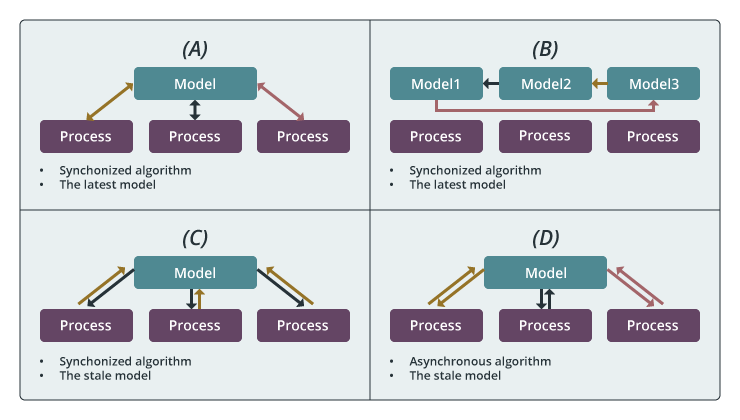 (A)
Model
Process Process Process
• Synchonized algorithm
• The latest model
(B)
Model1 Model2 Model3
Process Process Process
• Synchonized algorithm
• The latest model
(C)
Model
Process Process Process
• Synchonized algorithm
• The stale model
(D)
Model
Process Process Process
• Asynchronous algorithm
• The stale model